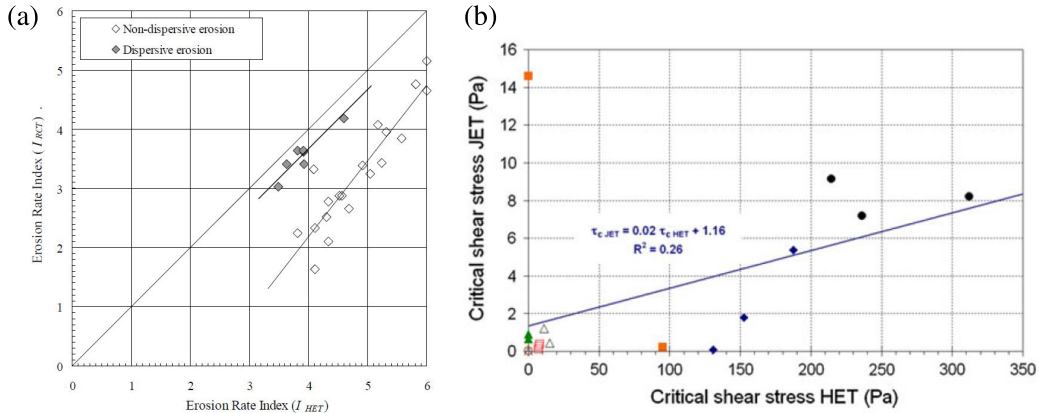 (a)
Non-dispersive erosion
Dispersive erosion
Erosion Rate Index (I RCT) .
6
5
4
3
2
1
0
0 1 2 3 4 5 6
Erosion Rate Index (I HET)
(b)
Critical shear stress JET (Pa)
16
14
12
10
8
6
4
2
0
τc JET = 0.02 τc HET + 1.16
R² = 0.26
0 50 100 150 200 250 300 350
Critical shear stress HET (Pa)